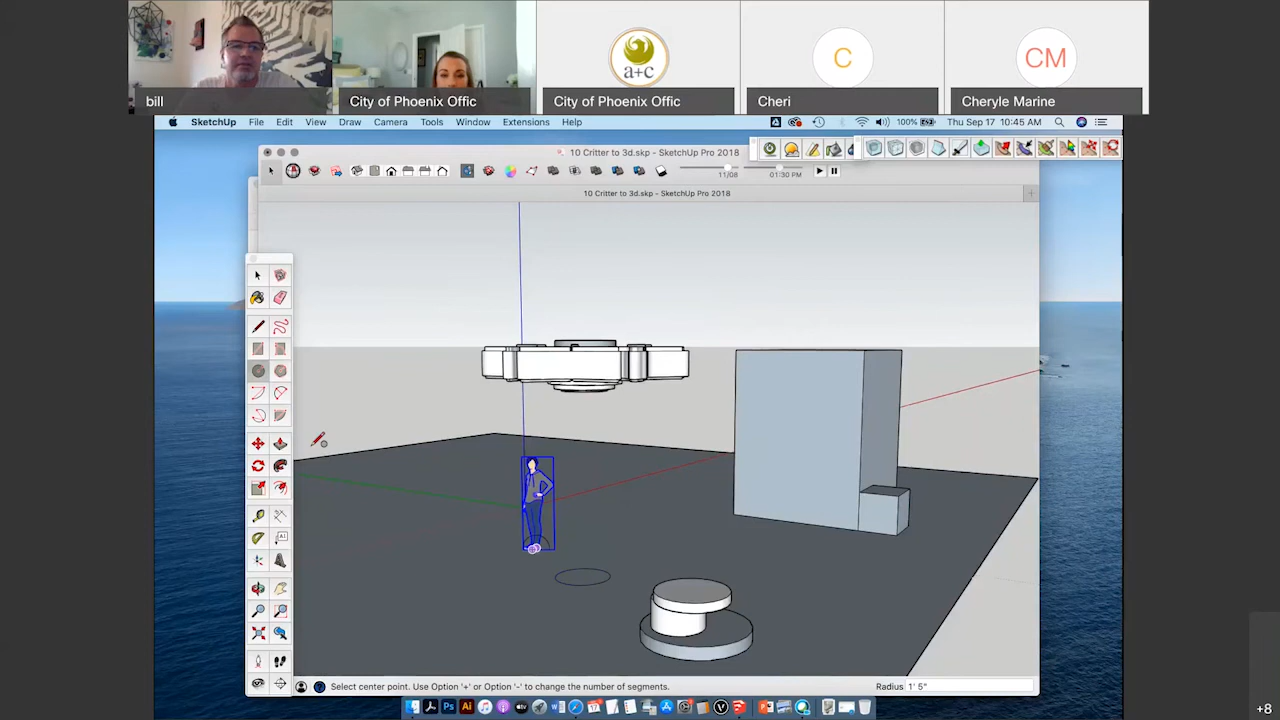 a+c
C
CM
bill
City of Phoenix Offic
City of Phoenix Offic
Cheri
Cheryle Marine
SketchUp File Edit View Draw Camera Tools Window Extensions Help
100% Thu Sep 17 10:45 AM
10 Critter to 3d.skp - SketchUp Pro 2018
11/08 01:30 PM
10 Critter to 3d.skp - SketchUp Pro 2018
A1
Select center point. Use Option '+' or Option '-' to change the number of segments.
Radius 1' 5"
Ps Ai
+8